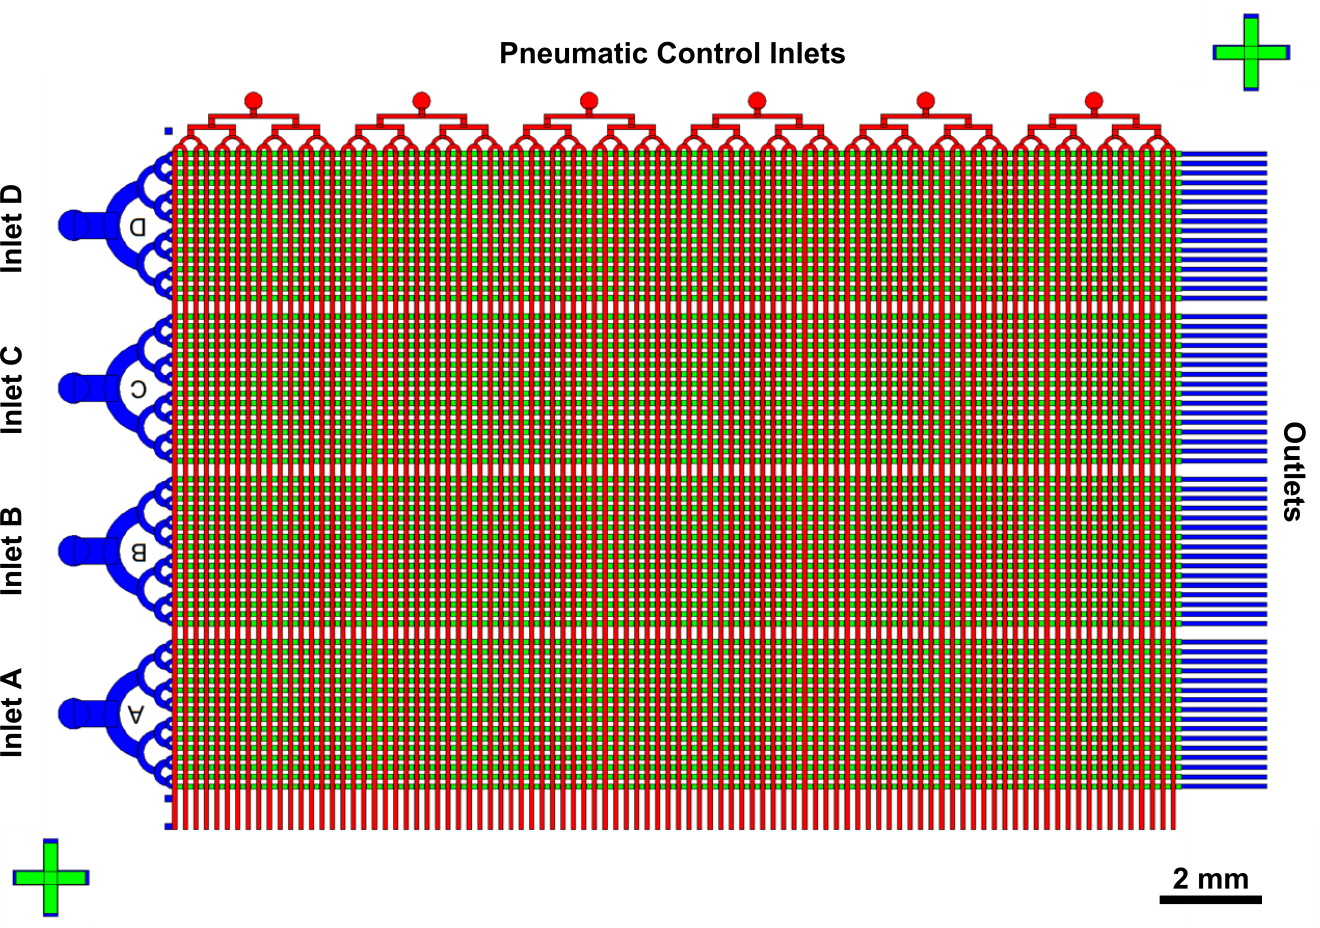 Pneumatic Control Inlets
Inlet D
D
Inlet C
C
Inlet B
B
Inlet A
A
Outlets
2 mm